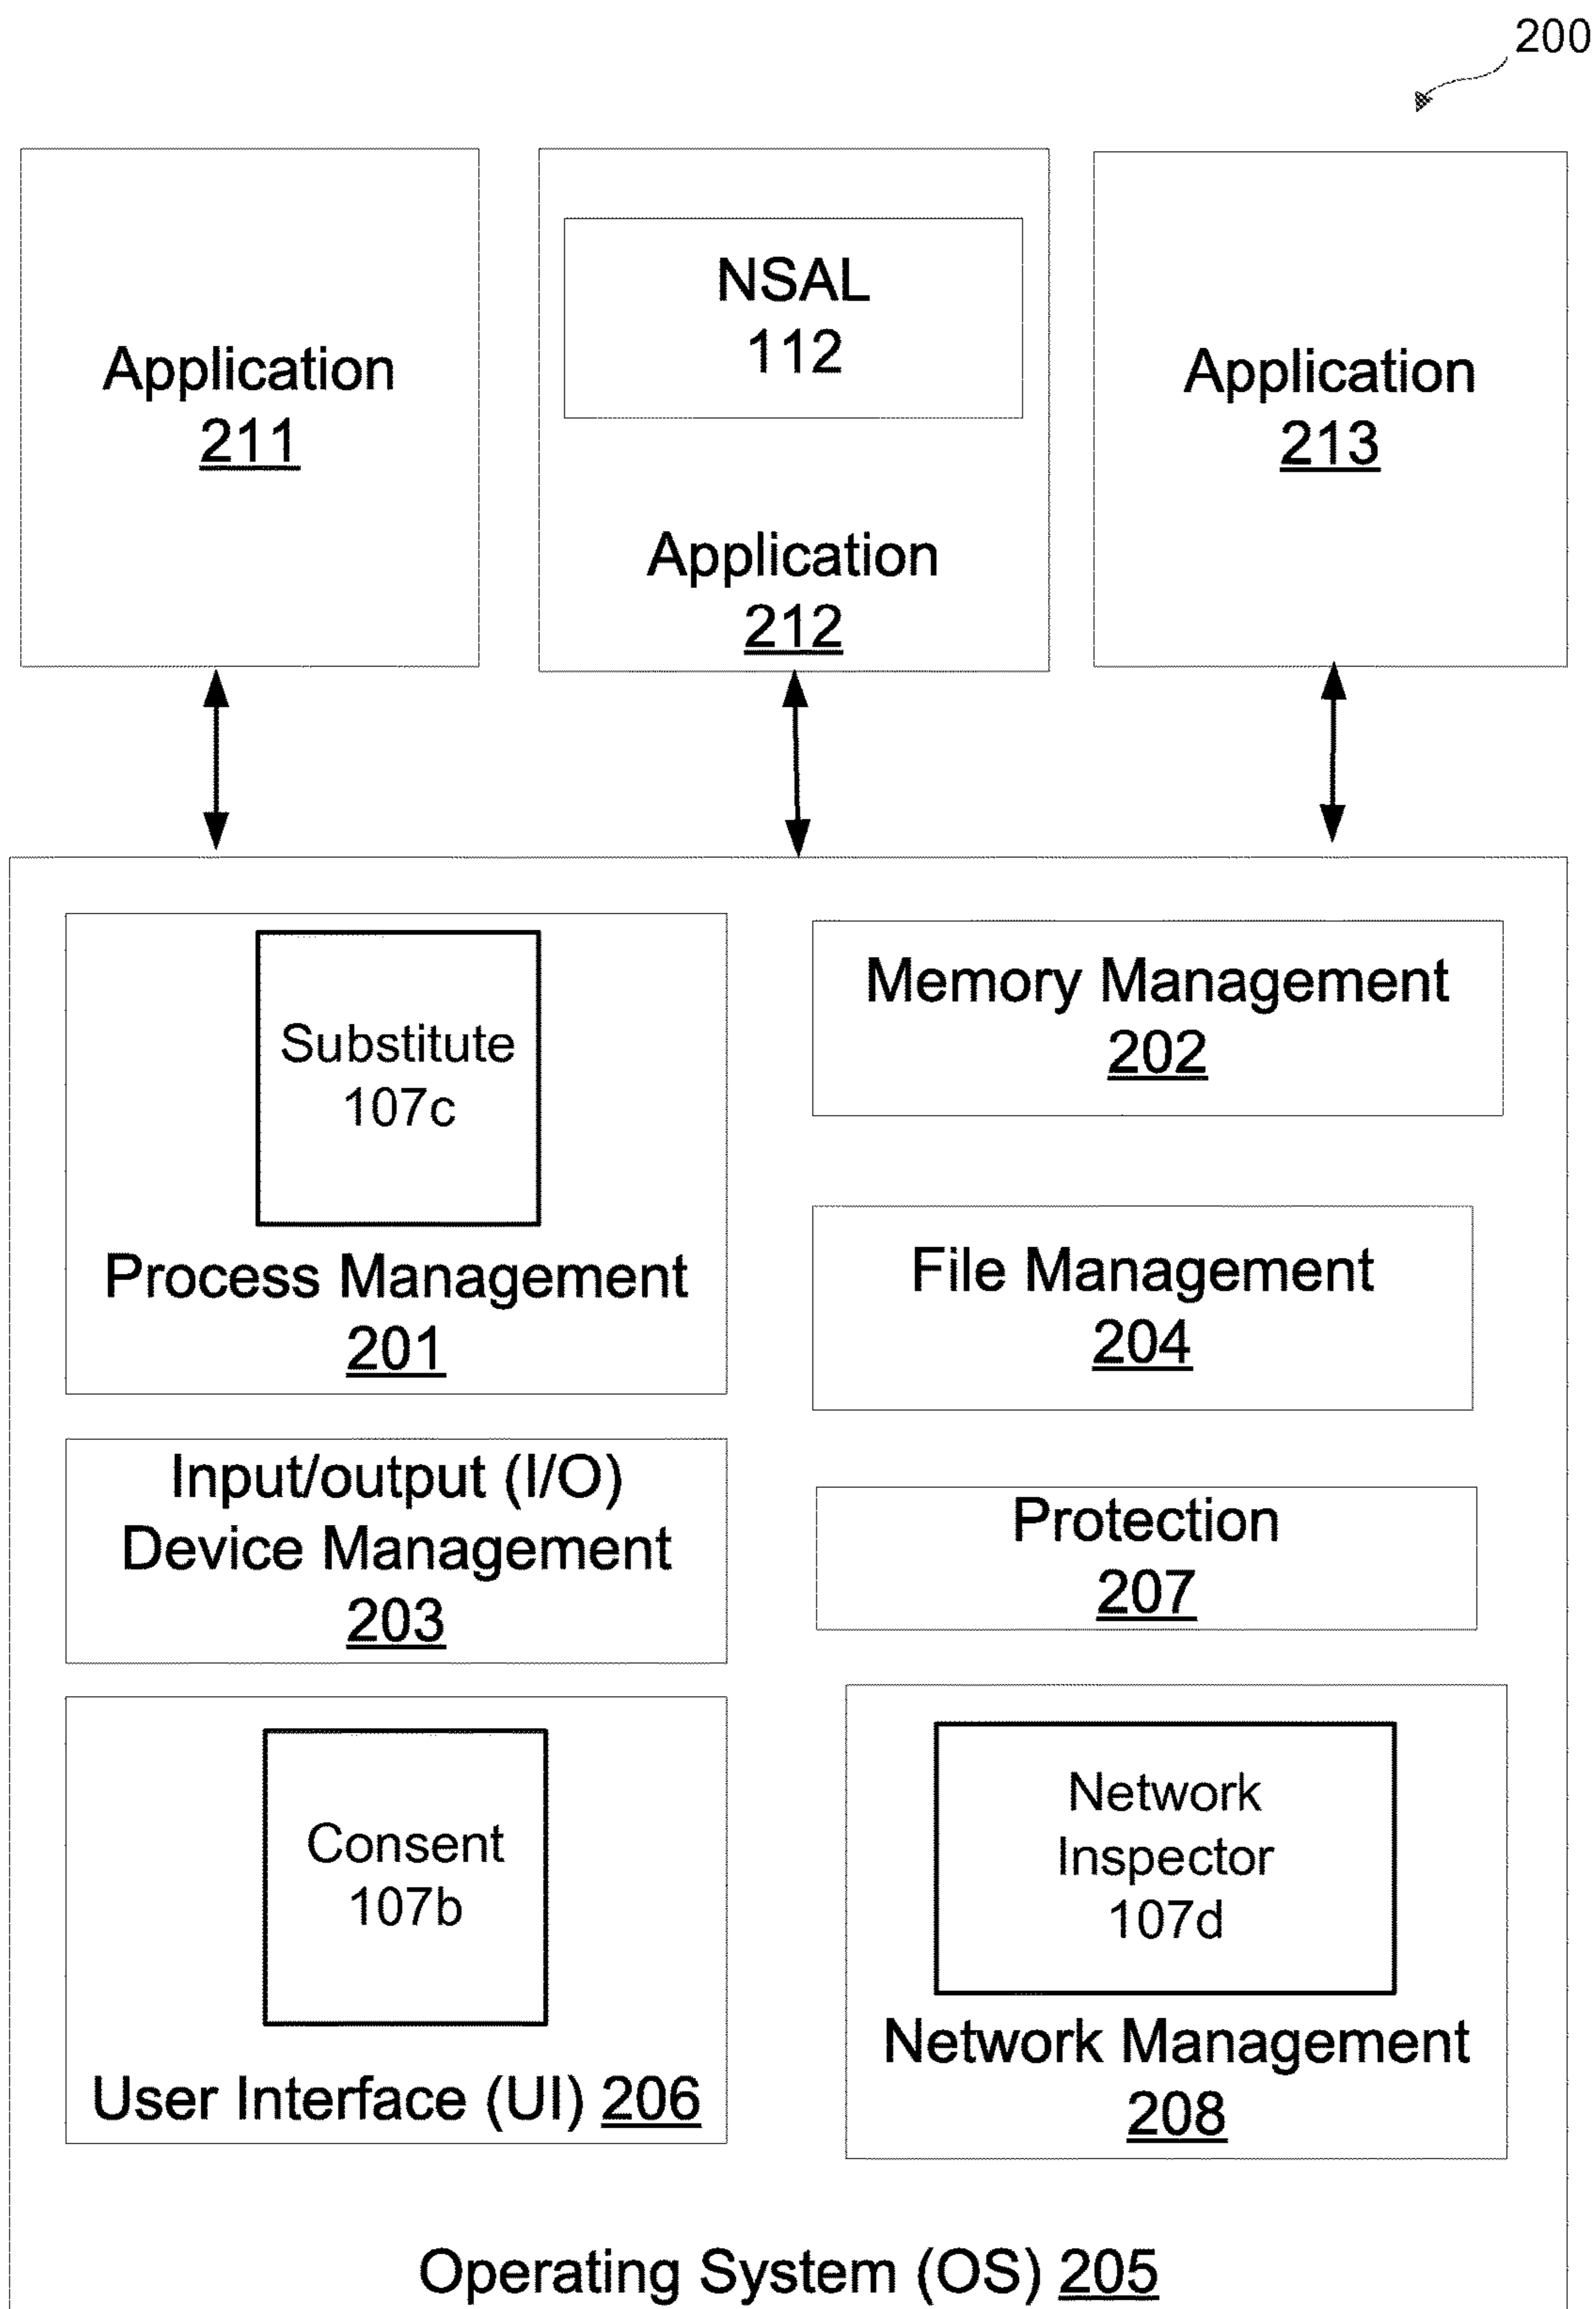 200
Application
211
NSAL
112
Application
212
Application
213
Substitute
107c
Process Management
201
Memory Management
202
File Management
204
Input/output (I/O)
Device Management
203
Protection
207
Consent
107b
User Interface (UI) 206
Network
Inspector
107d
Network Management
208
Operating System (OS) 205